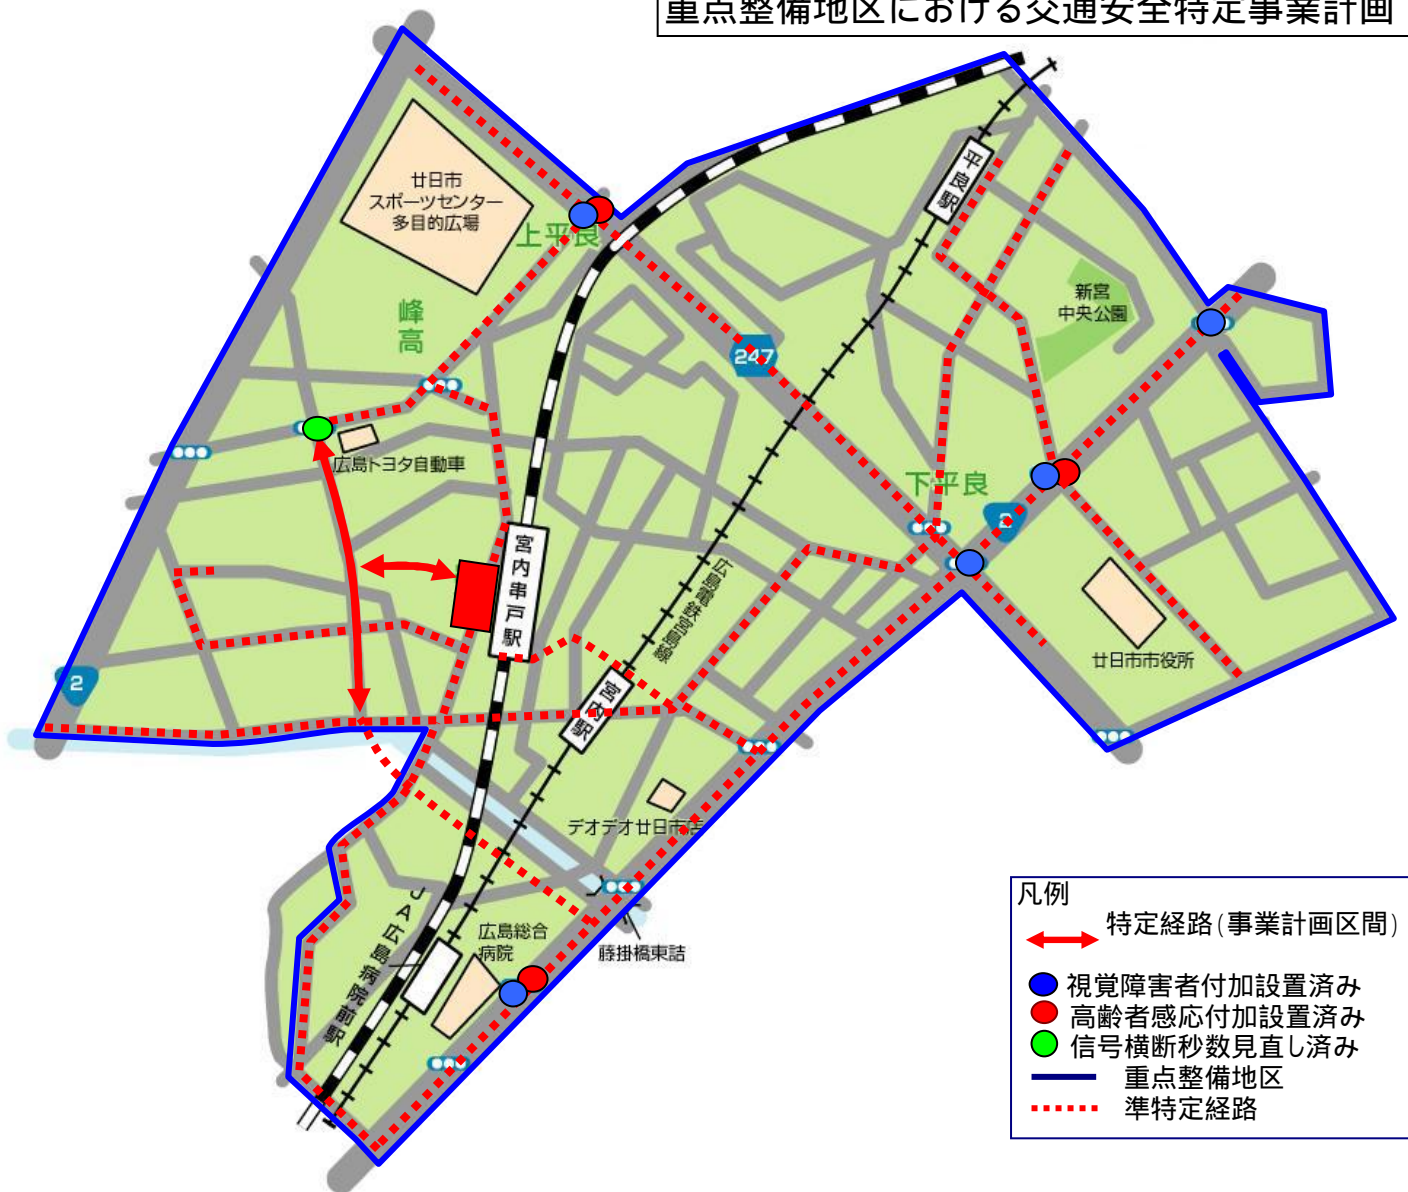 重点整備地区における交通安全特定事業計画
廿日市
スポーツセンター
多目的広場
上平良
峰高
平良駅
新宮
中央公園
247
広島トヨタ自動車
下平良
2
宮内串戸駅
広島電鉄宮島線
廿日市市役所
2
宮内駅
デオデオ廿日市店
JA広島病院前駅
広島総合
病院
藤掛橋東詰
凡例
特定経路(事業計画区間)
視覚障害者付加設置済み
高齢者感応付加設置済み
信号横断秒数見直し済み
重点整備地区
準特定経路